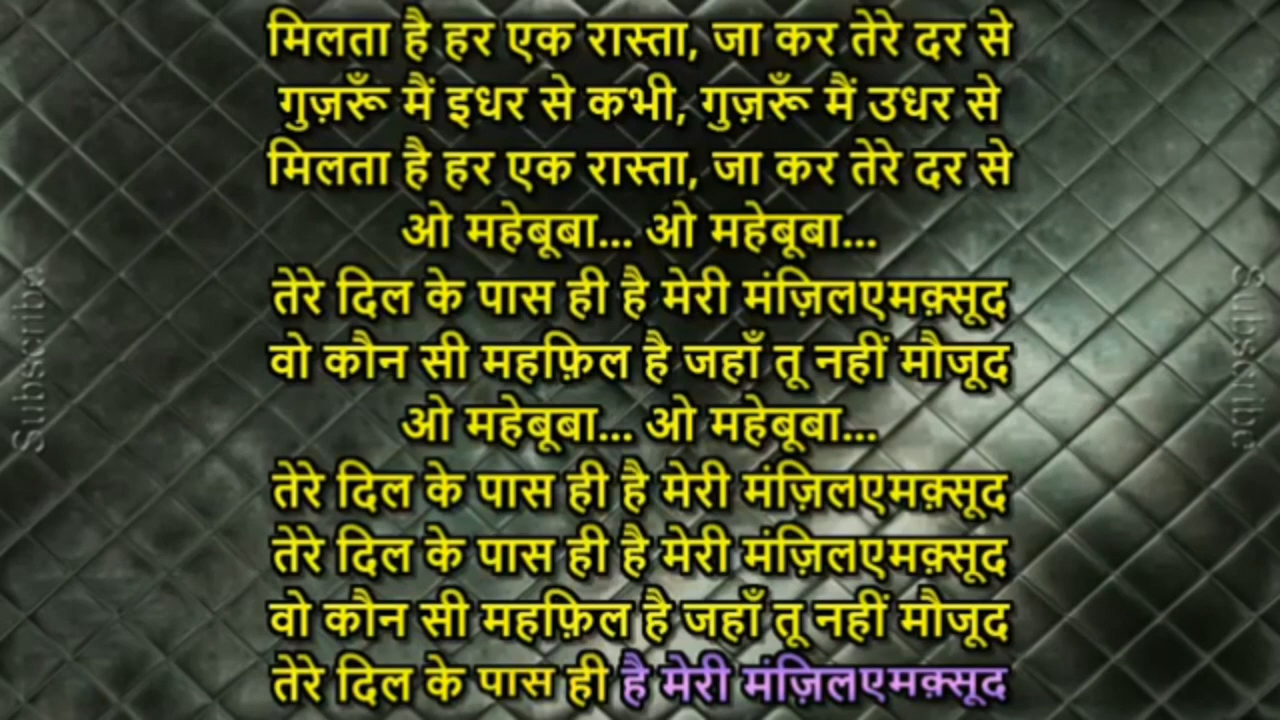 मिलता है हर एक रास्ता, जा कर तेरे दर से
गुज़रूँ मैं इधर से कभी, गुज़रूँ मैं उधर से
मिलता है हर एक रास्ता, जा कर तेरे दर से
ओ महेबूबा... ओ महेबूबा...
तेरे दिल के पास ही है मेरी मंज़िलएमक़्सूद
वो कौन सी महफ़िल है जहाँ तू नहीं मौजूद
ओ महेबूबा... ओ महेबूबा...
तेरे दिल के पास ही है मेरी मंज़िलएमक़्सूद
तेरे दिल के पास ही है मेरी मंज़िलएमक़्सूद
वो कौन सी महफ़िल है जहाँ तू नहीं मौजूद
तेरे दिल के पास ही है मेरी मंज़िलएमक़्सूद
Subscribe
Subscribe